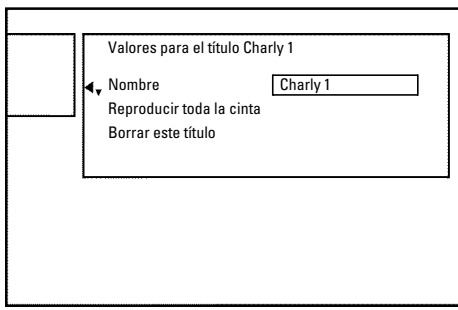 Valores para el título Charly 1
Nombre Charly 1
Reproducir toda la cinta
Borrar este título